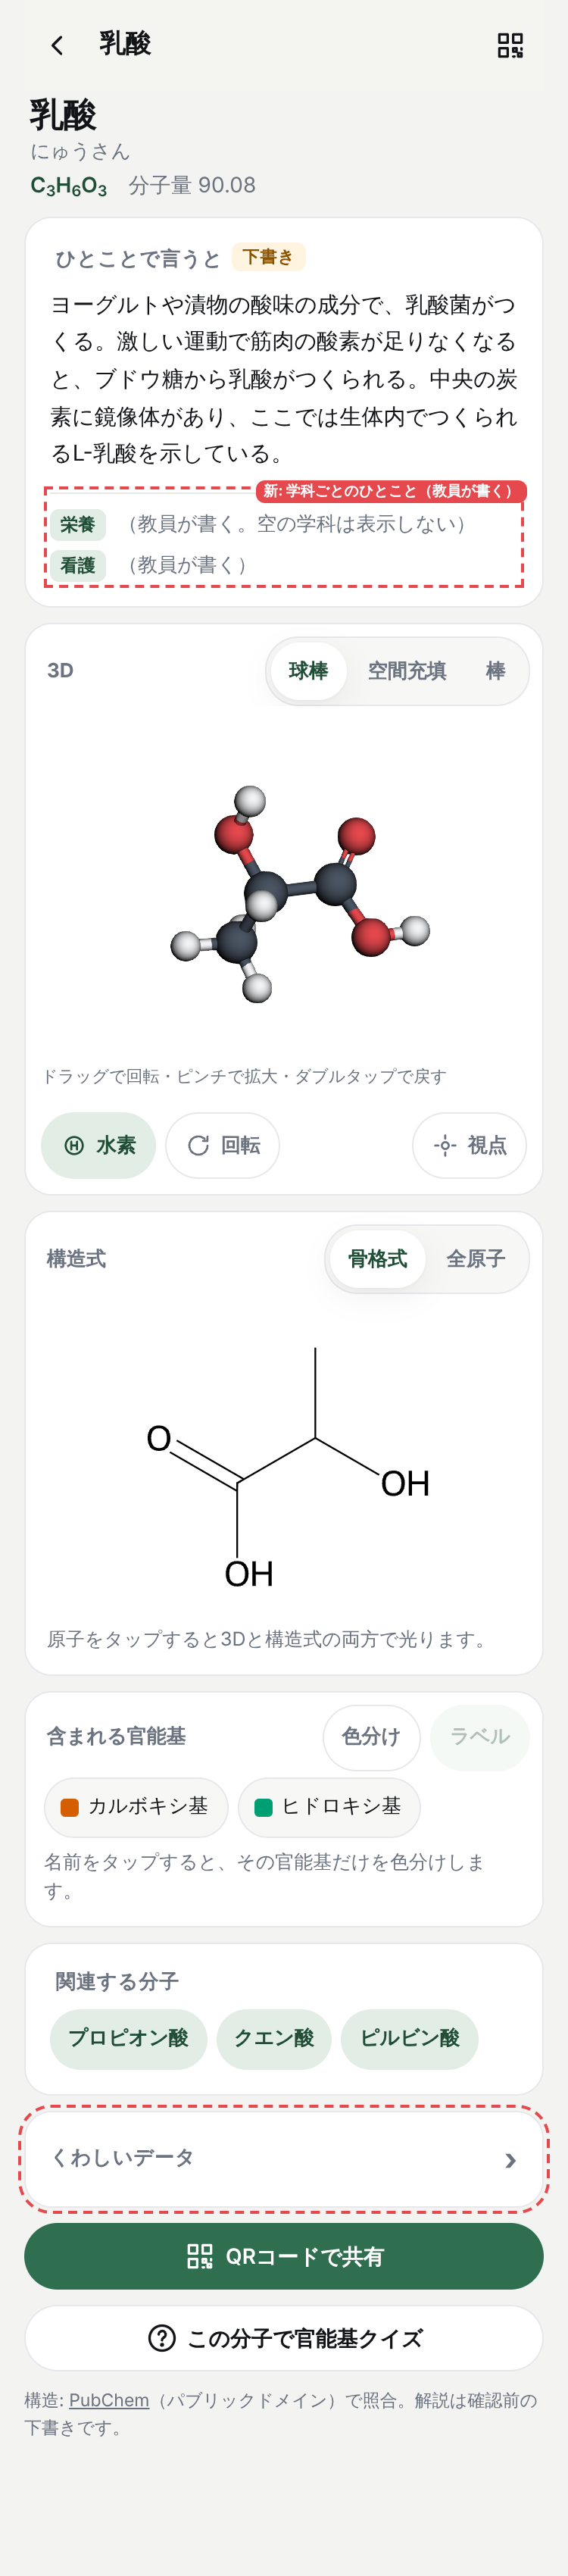 乳酸
乳酸
にゅうさん
C₃H₆O₃ 分子量 90.08
ひとことで言うと 下書き
ヨーグルトや漬物の酸味の成分で、乳酸菌がつ
くる。激しい運動で筋肉の酸素が足りなくなる
と、ブドウ糖から乳酸がつくられる。中央の炭
素に鏡像体があり、ここでは生体内でつくられ
るL-乳酸を示している。
新: 学科ごとのひとこと（教員が書く）
栄養 （教員が書く。空の学科は表示しない）
看護 （教員が書く）
3D 球棒 空間充填 棒
ドラッグで回転・ピンチで拡大・ダブルタップで戻す
H 水素 回転 視点
構造式 骨格式 全原子
O
OH
OH
原子をタップすると3Dと構造式の両方で光ります。
含まれる官能基 色分け ラベル
カルボキシ基 ヒドロキシ基
名前をタップすると、その官能基だけを色分けしま
す。
関連する分子
プロピオン酸 クエン酸 ピルビン酸
くわしいデータ
QRコードで共有
この分子で官能基クイズ
構造: PubChem（パブリックドメイン）で照合。解説は確認前の
下書きです。